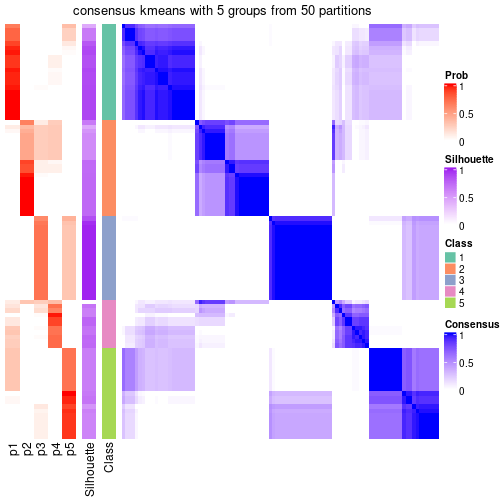 consensus kmeans with 5 groups from 50 partitions
Prob
1
0.5
0
Silhouette
1
0.5
0
Class
1
2
3
4
5
Consensus
1
0.5
0
p1
p2
p3
p4
p5
Silhouette
Class